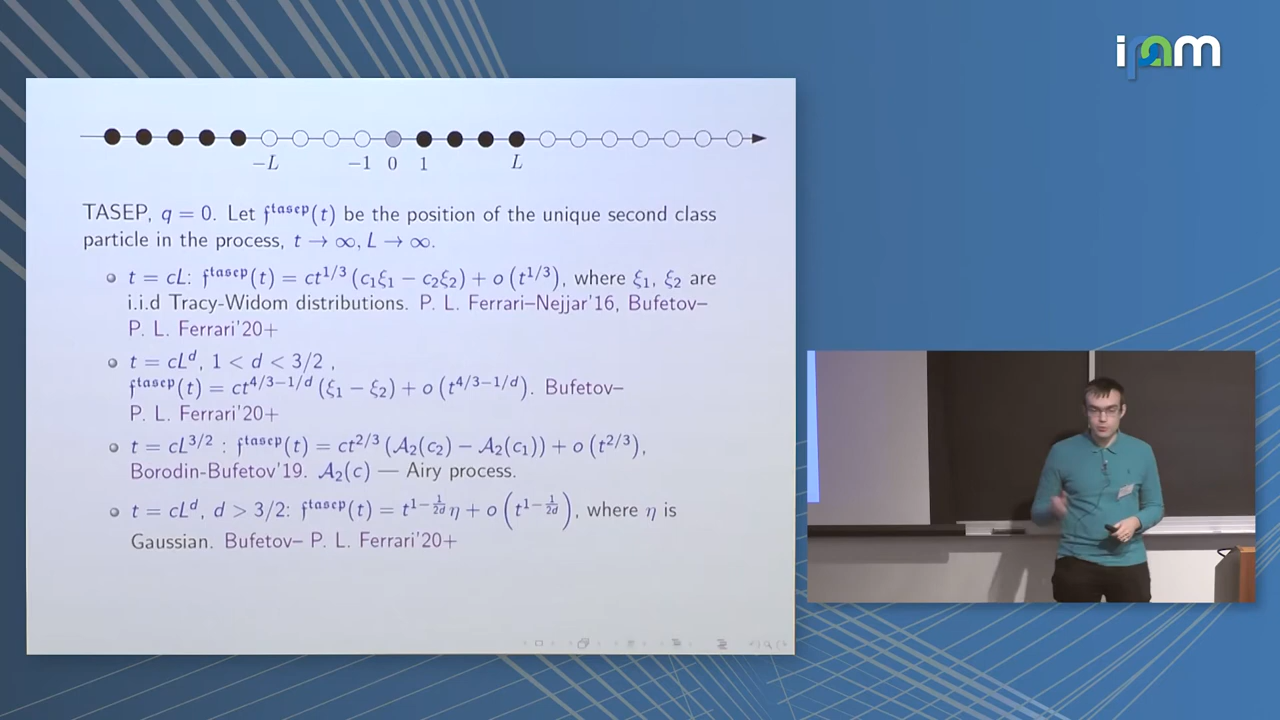 ipam
−L −1 0 1 L
TASEP, q = 0. Let 𝔣^tasep(t) be the position of the unique second class
particle in the process, t → ∞, L → ∞.
t = cL: 𝔣^tasep(t) = ct^{1/3} (c₁ξ₁ − c₂ξ₂) + o (t^{1/3}), where ξ₁, ξ₂ are
i.i.d Tracy-Widom distributions. P. L. Ferrari–Nejjar'16, Bufetov–
P. L. Ferrari'20+
t = cL^d, 1 < d < 3/2 ,
𝔣^tasep(t) = ct^{4/3−1/d} (ξ₁ − ξ₂) + o (t^{4/3−1/d}). Bufetov–
P. L. Ferrari'20+
t = cL^{3/2} : 𝔣^tasep(t) = ct^{2/3} (𝒜₂(c₂) − 𝒜₂(c₁)) + o (t^{2/3}),
Borodin-Bufetov'19. 𝒜₂(c) — Airy process.
t = cL^d, d > 3/2: 𝔣^tasep(t) = t^{1−\frac{1}{2d}} η + o (t^{1−\frac{1}{2d}}), where η is
Gaussian. Bufetov– P. L. Ferrari'20+